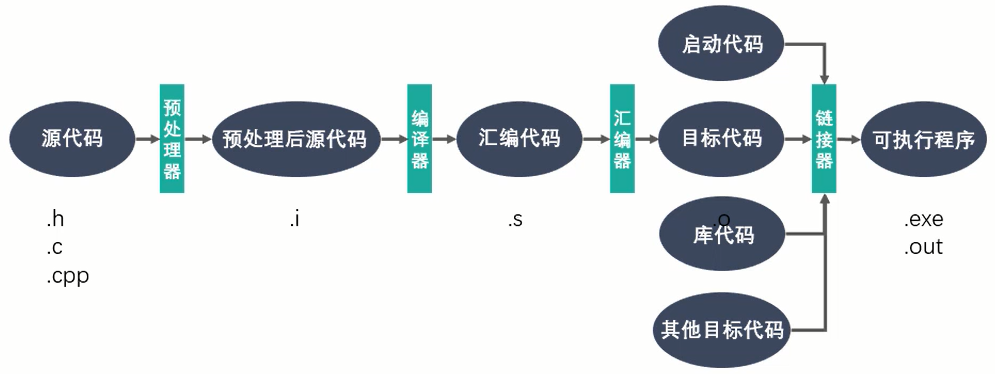 启动代码
源代码
预处理器
预处理后源代码
编译器
汇编代码
汇编器
目标代码
链接器
可执行程序
.h
.c
.cpp
.i
.s
.o
库代码
.exe
.out
其他目标代码